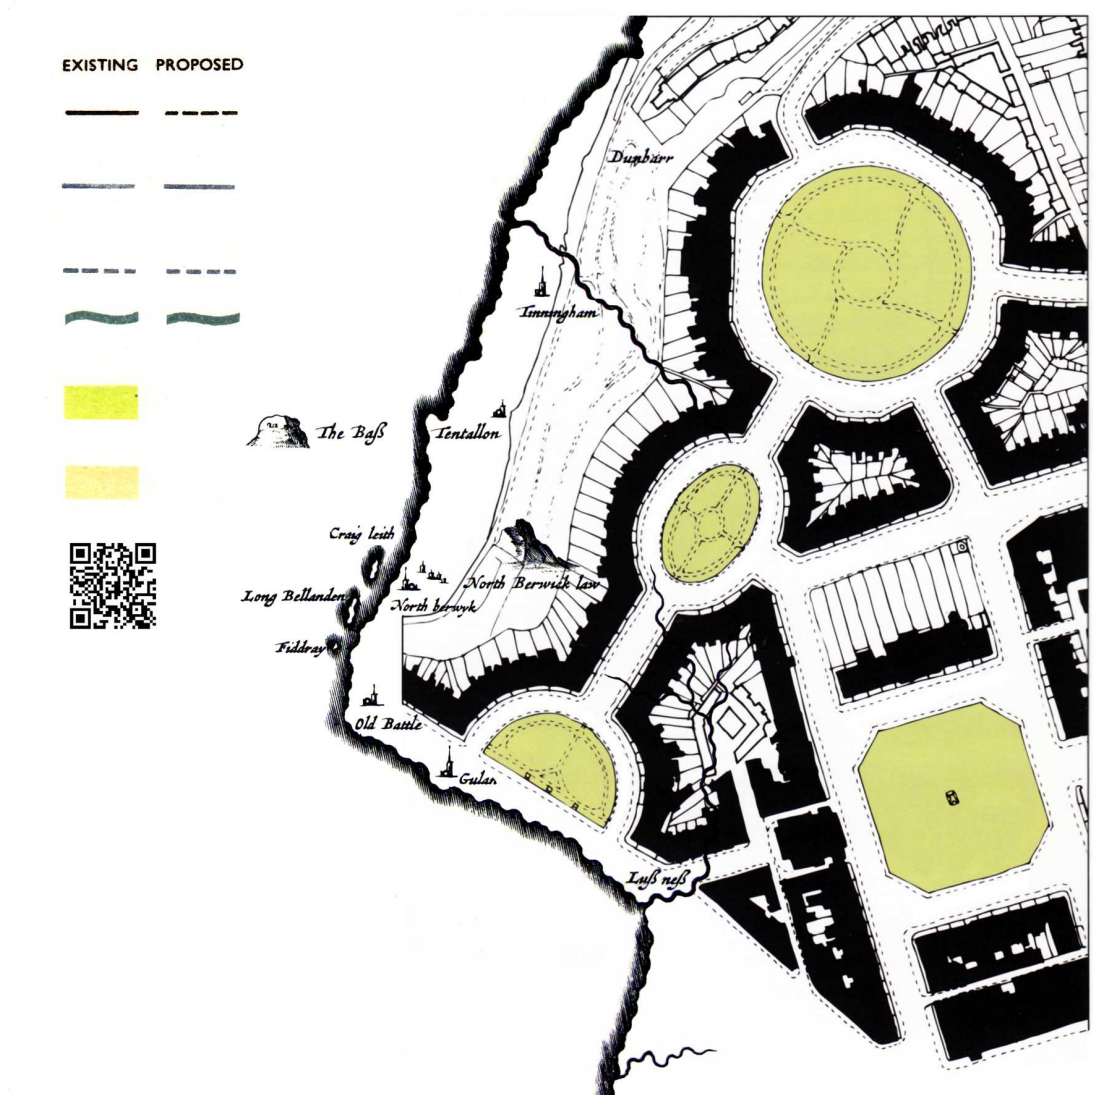 EXISTING PROPOSED
Dunbarr
Tinningham
The Baß
Tentallon
Craig leith
North Berwick law
Long Bellanden
North berwyk
Fiddray
Old Battle
Gulan
Luß neß